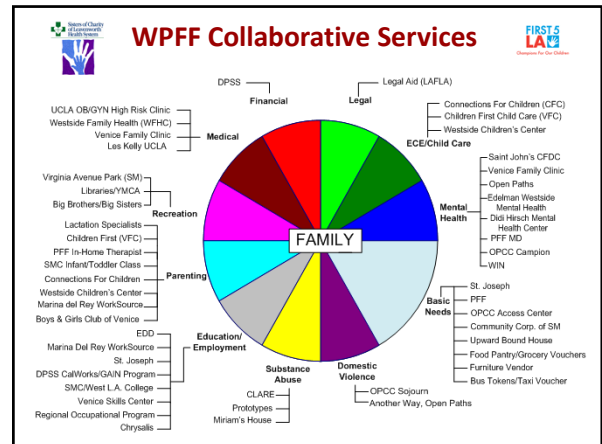 Sisters of Charity
of Leavenworth
Health System
WPFF Collaborative Services
FIRST 5
LA
Champions For Our Children
DPSS
Financial
Legal Aid (LAFLA)
Legal
UCLA OB/GYN High Risk Clinic
Westside Family Health (WFHC)
Venice Family Clinic
Les Kelly UCLA
Medical
Connections For Children (CFC)
Children First Child Care (VFC)
Westside Children's Center
ECE/Child Care
Virginia Avenue Park (SM)
Libraries/YMCA
Big Brothers/Big Sisters
Recreation
Saint John's CFDC
Venice Family Clinic
Open Paths
Edelman Westside
Mental Health
Didi Hirsch Mental
Health Center
PFF MD
OPCC Campion
WIN
Mental
Health
FAMILY
Lactation Specialists
Children First (VFC)
PFF In-Home Therapist
SMC Infant/Toddler Class
Connections For Children
Westside Children's Center
Marina del Rey WorkSource
Boys & Girls Club of Venice
Parenting
St. Joseph
PFF
OPCC Access Center
Community Corp. of SM
Upward Bound House
Food Pantry/Grocery Vouchers
Furniture Vendor
Bus Tokens/Taxi Voucher
Basic
Needs
EDD
Marina Del Rey WorkSource
St. Joseph
DPSS CalWorks/GAIN Program
SMC/West L.A. College
Venice Skills Center
Regional Occupational Program
Chrysalis
Education/
Employment
Substance
Abuse
CLARE
Prototypes
Miriam's House
Domestic
Violence
OPCC Sojourn
Another Way, Open Paths